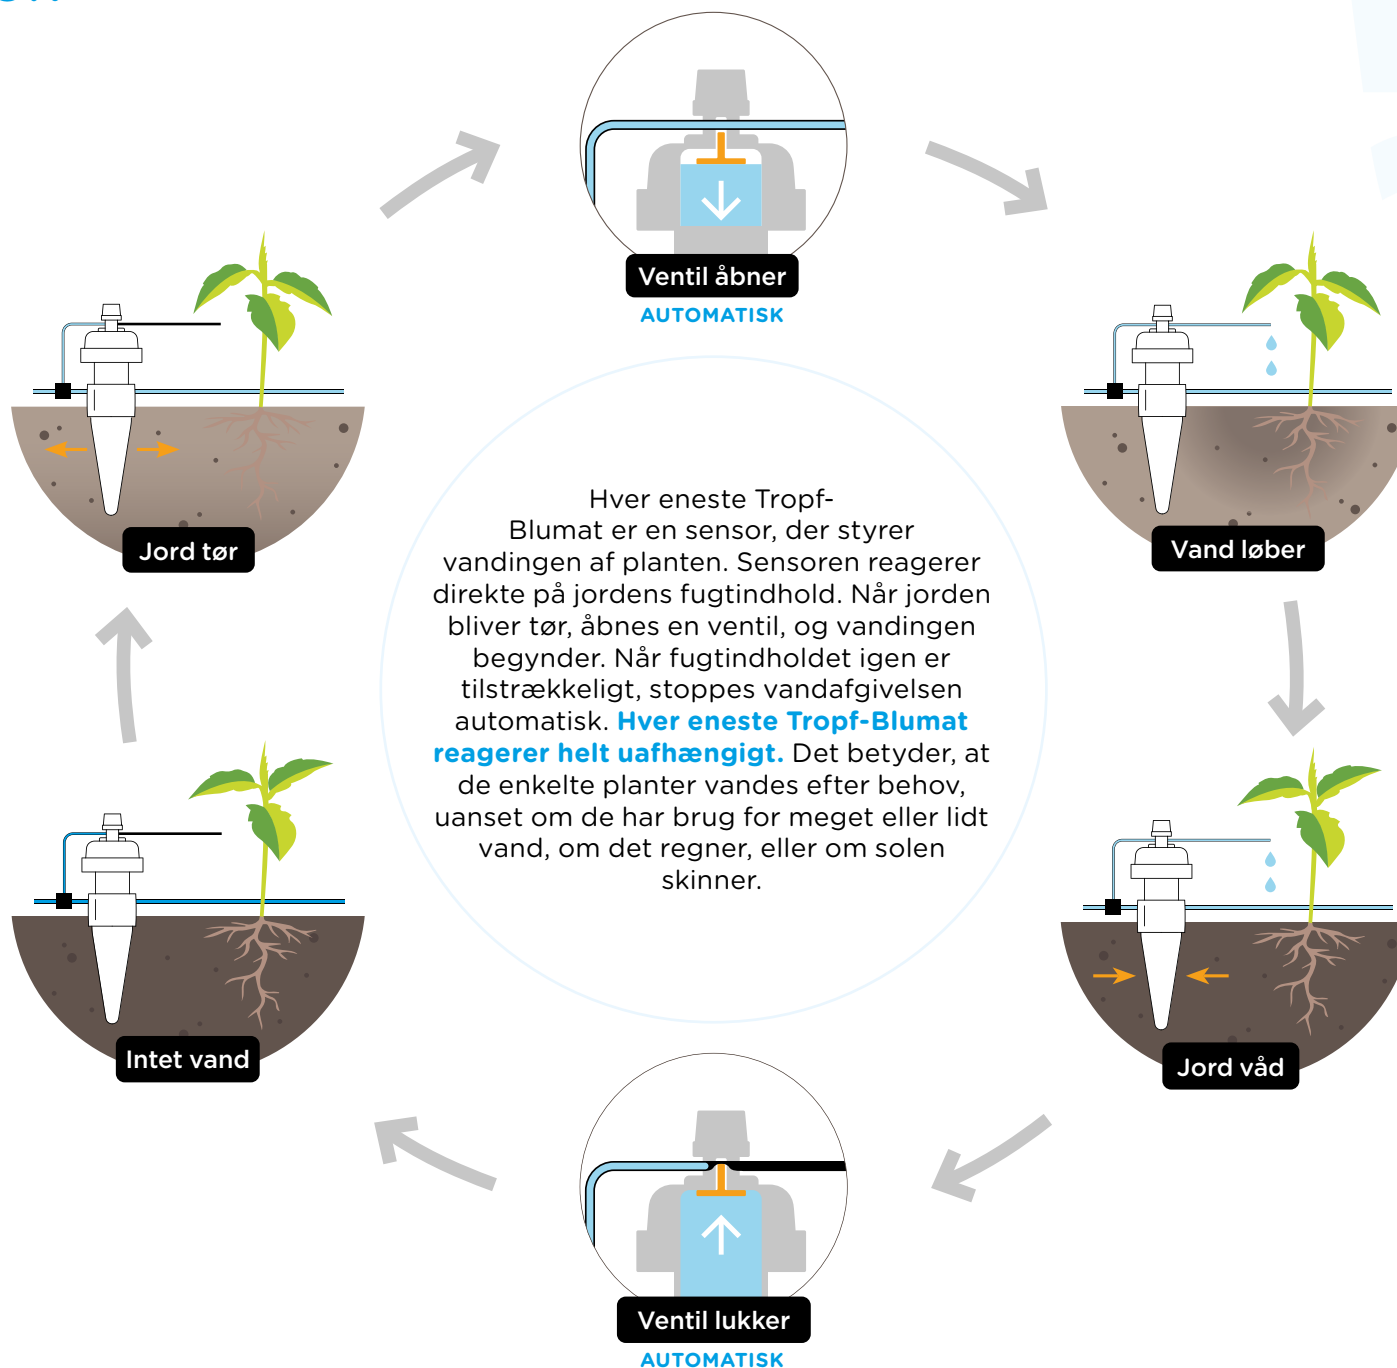 Ventil åbner
AUTOMATISK
Jord tør
Vand løber
Hver eneste Tropf-
Blumat er en sensor, der styrer
vandingen af planten. Sensoren reagerer
direkte på jordens fugtindhold. Når jorden
bliver tør, åbnes en ventil, og vandingen
begynder. Når fugtindholdet igen er
tilstrækkeligt, stoppes vandafgivelsen
automatisk. Hver eneste Tropf-Blumat
reagerer helt uafhængigt. Det betyder, at
de enkelte planter vandes efter behov,
uanset om de har brug for meget eller lidt
vand, om det regner, eller om solen
skinner.
Intet vand
Jord våd
Ventil lukker
AUTOMATISK